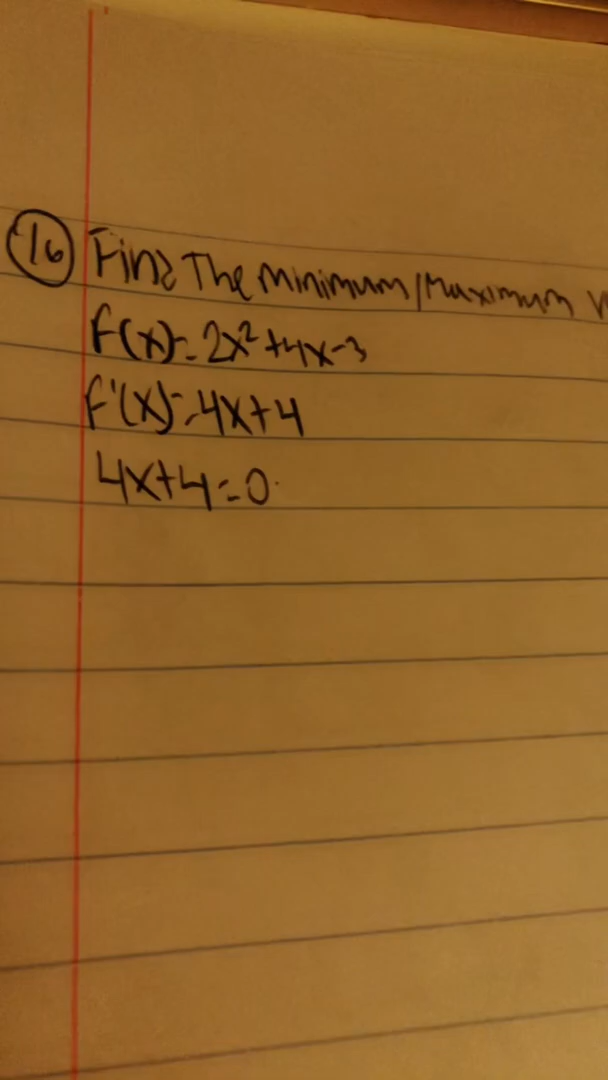 16 Find The Minimum/Maximum
F(x)=2x²+4x-3
F'(x)=4x+4
4x+4=0